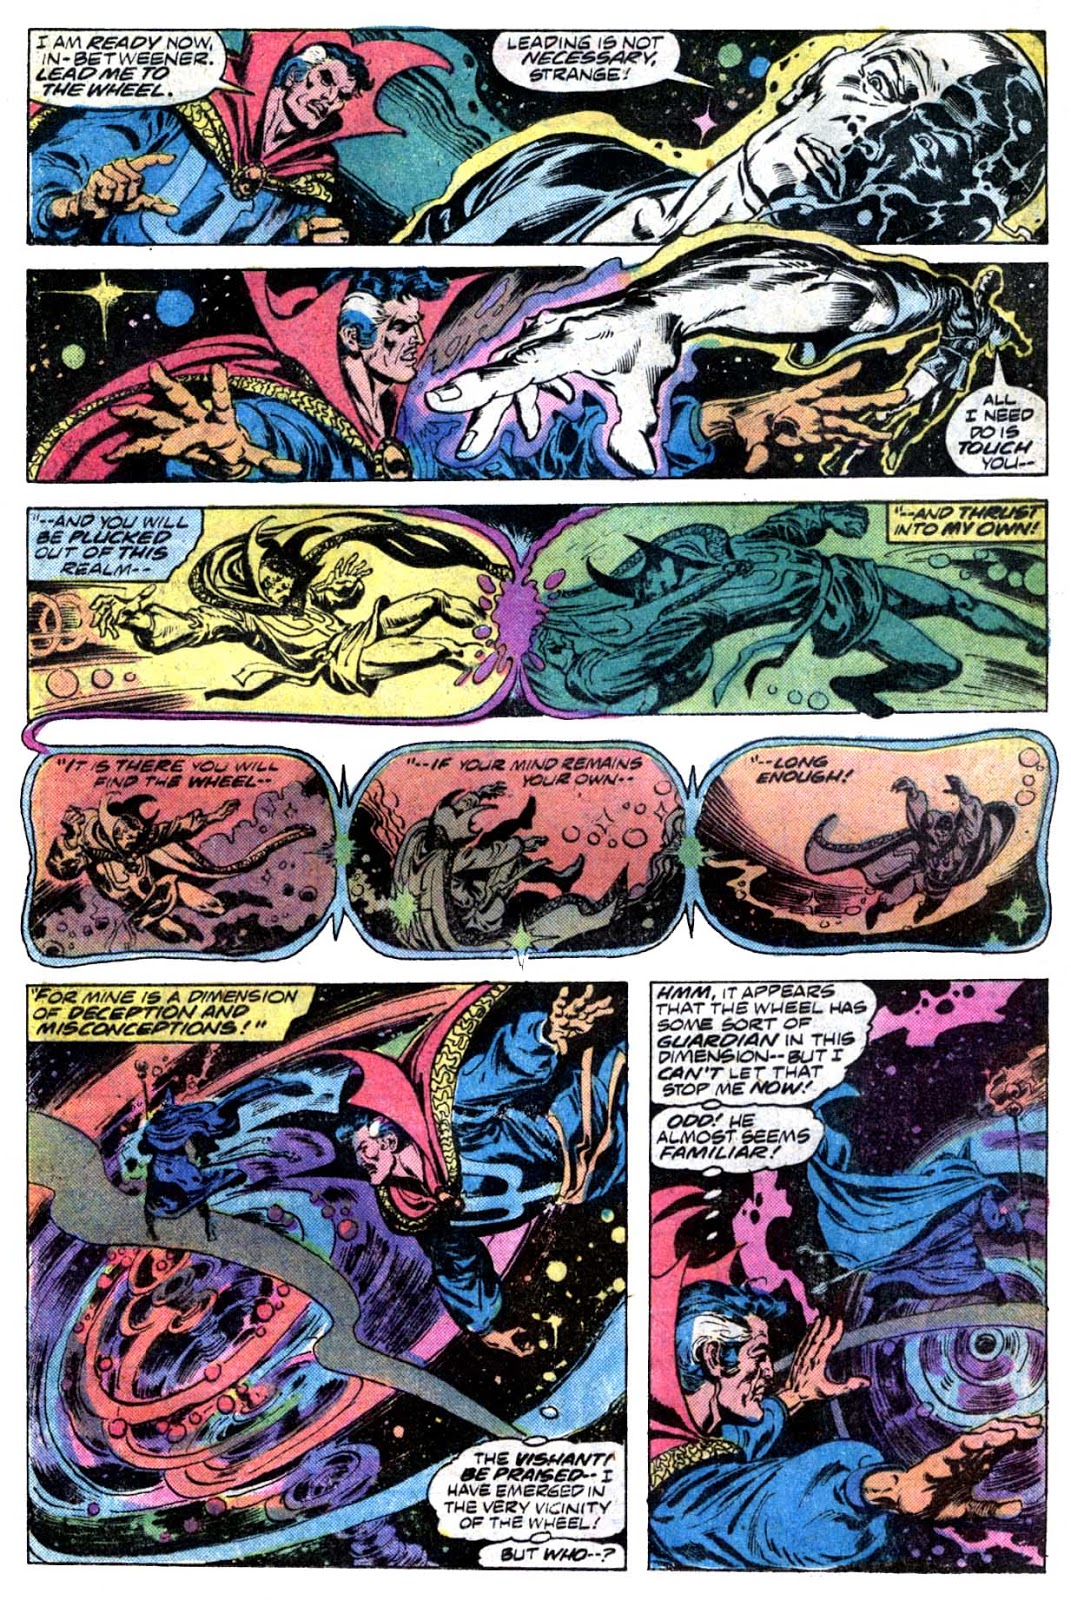 I AM READY NOW,
IN-BETWEENER.
LEAD ME TO
THE WHEEL.
LEADING IS NOT
NECESSARY,
STRANGE!
ALL
I NEED
DO IS
TOUCH
YOU--
"--AND YOU WILL
BE PLUCKED
OUT OF THIS
REALM--
"--AND THRUST
INTO MY OWN!
"IT IS THERE YOU WILL
FIND THE WHEEL--
"--IF YOUR MIND REMAINS
YOUR OWN--
"--LONG
ENOUGH!
"FOR MINE IS A DIMENSION
OF DECEPTION AND
MISCONCEPTIONS!"
THE VISHANTI
BE PRAISED-- I
HAVE EMERGED IN
THE VERY VICINITY
OF THE WHEEL!
BUT WHO--?
HMM, IT APPEARS
THAT THE WHEEL HAS
SOME SORT OF
GUARDIAN IN THIS
DIMENSION-- BUT I
CAN'T LET THAT
STOP ME NOW!
ODD! HE
ALMOST SEEMS
FAMILIAR!